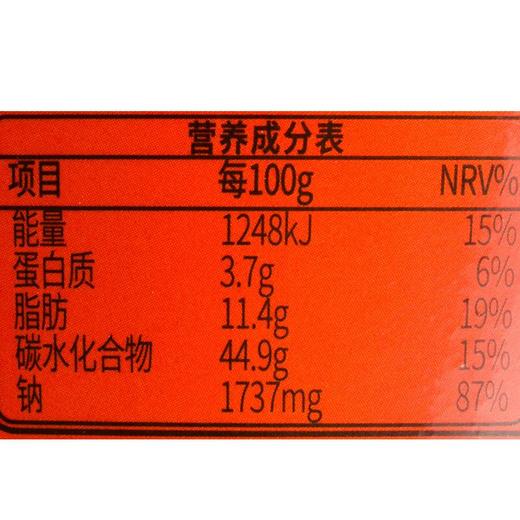 营养成分表
项目 每100g NRV%
能量 1248kJ 15%
蛋白质 3.7g 6%
脂肪 11.4g 19%
碳水化合物 44.9g 15%
钠 1737mg 87%